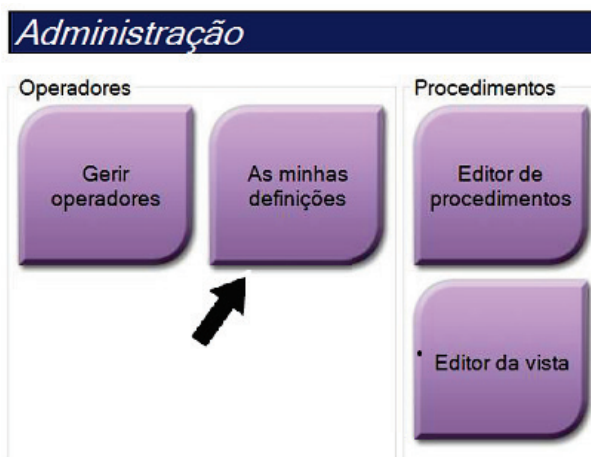 Administração
Operadores
Gerir
operadores
As minhas
definições
Procedimentos
Editor de
procedimentos
Editor da vista